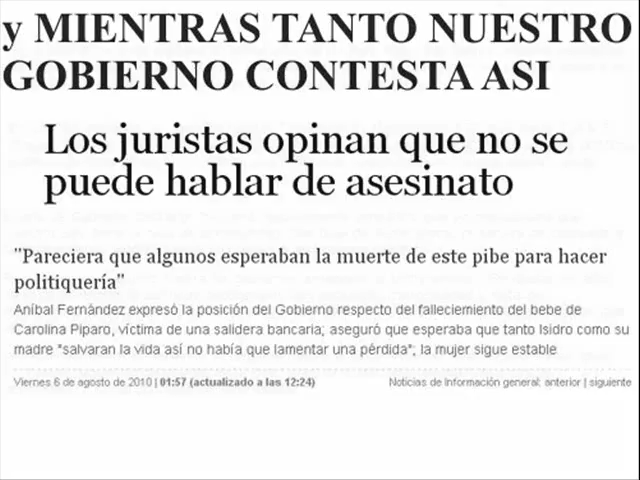 y MIENTRAS TANTO NUESTRO
GOBIERNO CONTESTA ASI
Los juristas opinan que no se
puede hablar de asesinato
"Pareciera que algunos esperaban la muerte de este pibe para hacer
politiquería"
Aníbal Fernández expresó la posición del Gobierno respecto del falleciemiento del bebe de
Carolina Píparo, víctima de una salidera bancaria; aseguró que esperaba que tanto Isidro como su
madre "salvaran la vida así no había que lamentar una pérdida"; la mujer sigue estable
Viernes 6 de agosto de 2010 | 01:57 (actualizado a las 12:24) Noticias de Información general: anterior | siguiente